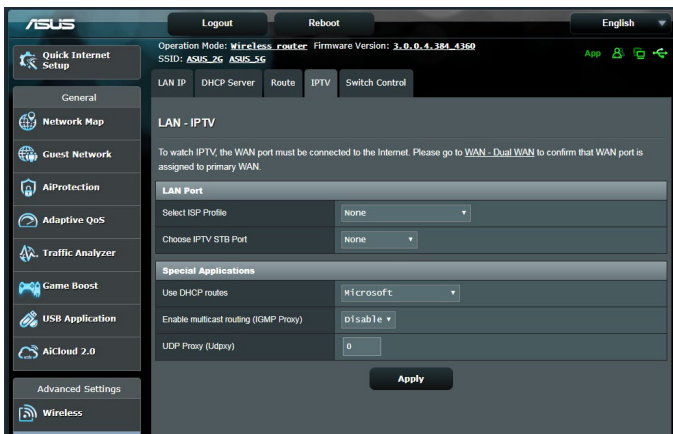 ASUS
Logout
Reboot
English
Quick Internet
Setup
General
Network Map
Guest Network
AiProtection
Adaptive QoS
Traffic Analyzer
Game Boost
USB Application
AiCloud 2.0
Advanced Settings
Wireless
Operation Mode: Wireless router Firmware Version: 3.0.0.4.384_4360
SSID: ASUS_2G ASUS_5G
App
LAN IP DHCP Server Route IPTV Switch Control
LAN - IPTV
To watch IPTV, the WAN port must be connected to the Internet. Please go to WAN - Dual WAN to confirm that WAN port is
assigned to primary WAN.
LAN Port
Select ISP Profile None
Choose IPTV STB Port None
Special Applications
Use DHCP routes Microsoft
Enable multicast routing (IGMP Proxy) Disable
UDP Proxy (Udpxy) 0
Apply